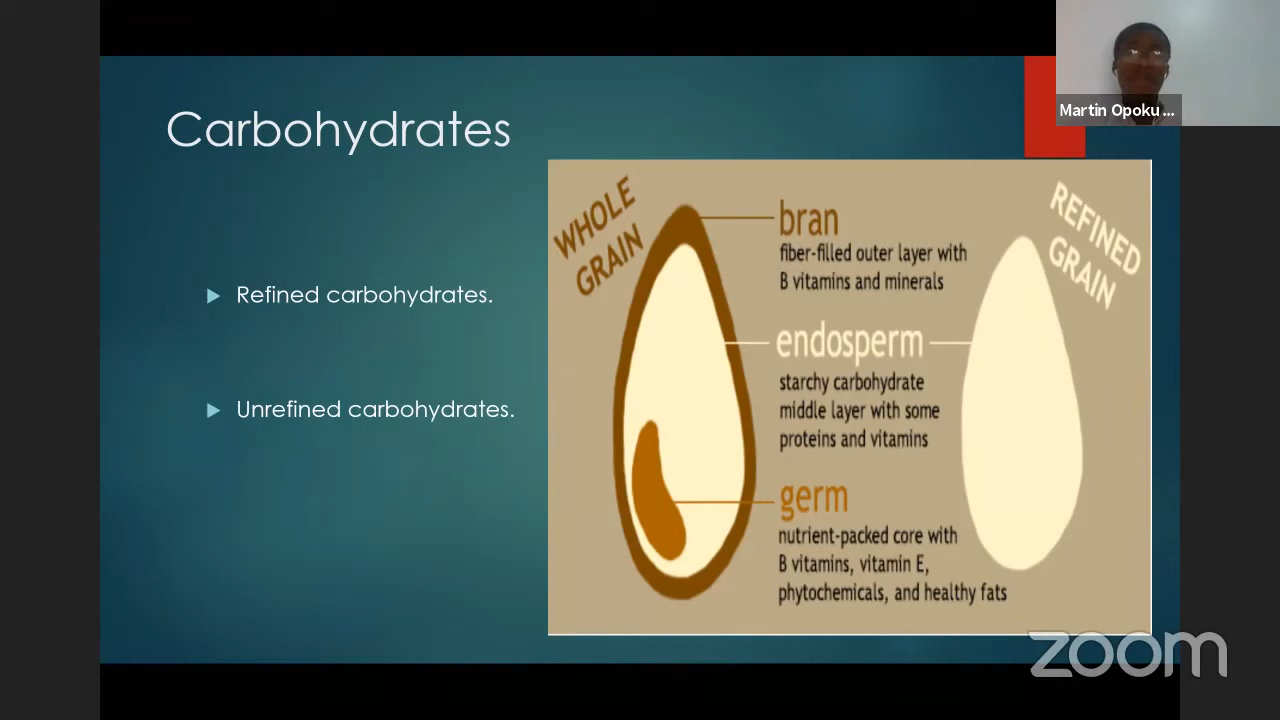 Martin Opoku ...
Carbohydrates
Refined carbohydrates.
Unrefined carbohydrates.
WHOLE
GRAIN
bran
fiber-filled outer layer with
B vitamins and minerals
endosperm
starchy carbohydrate
middle layer with some
proteins and vitamins
germ
nutrient-packed core with
B vitamins, vitamin E,
phytochemicals, and healthy fats
REFINED
GRAIN
zoom